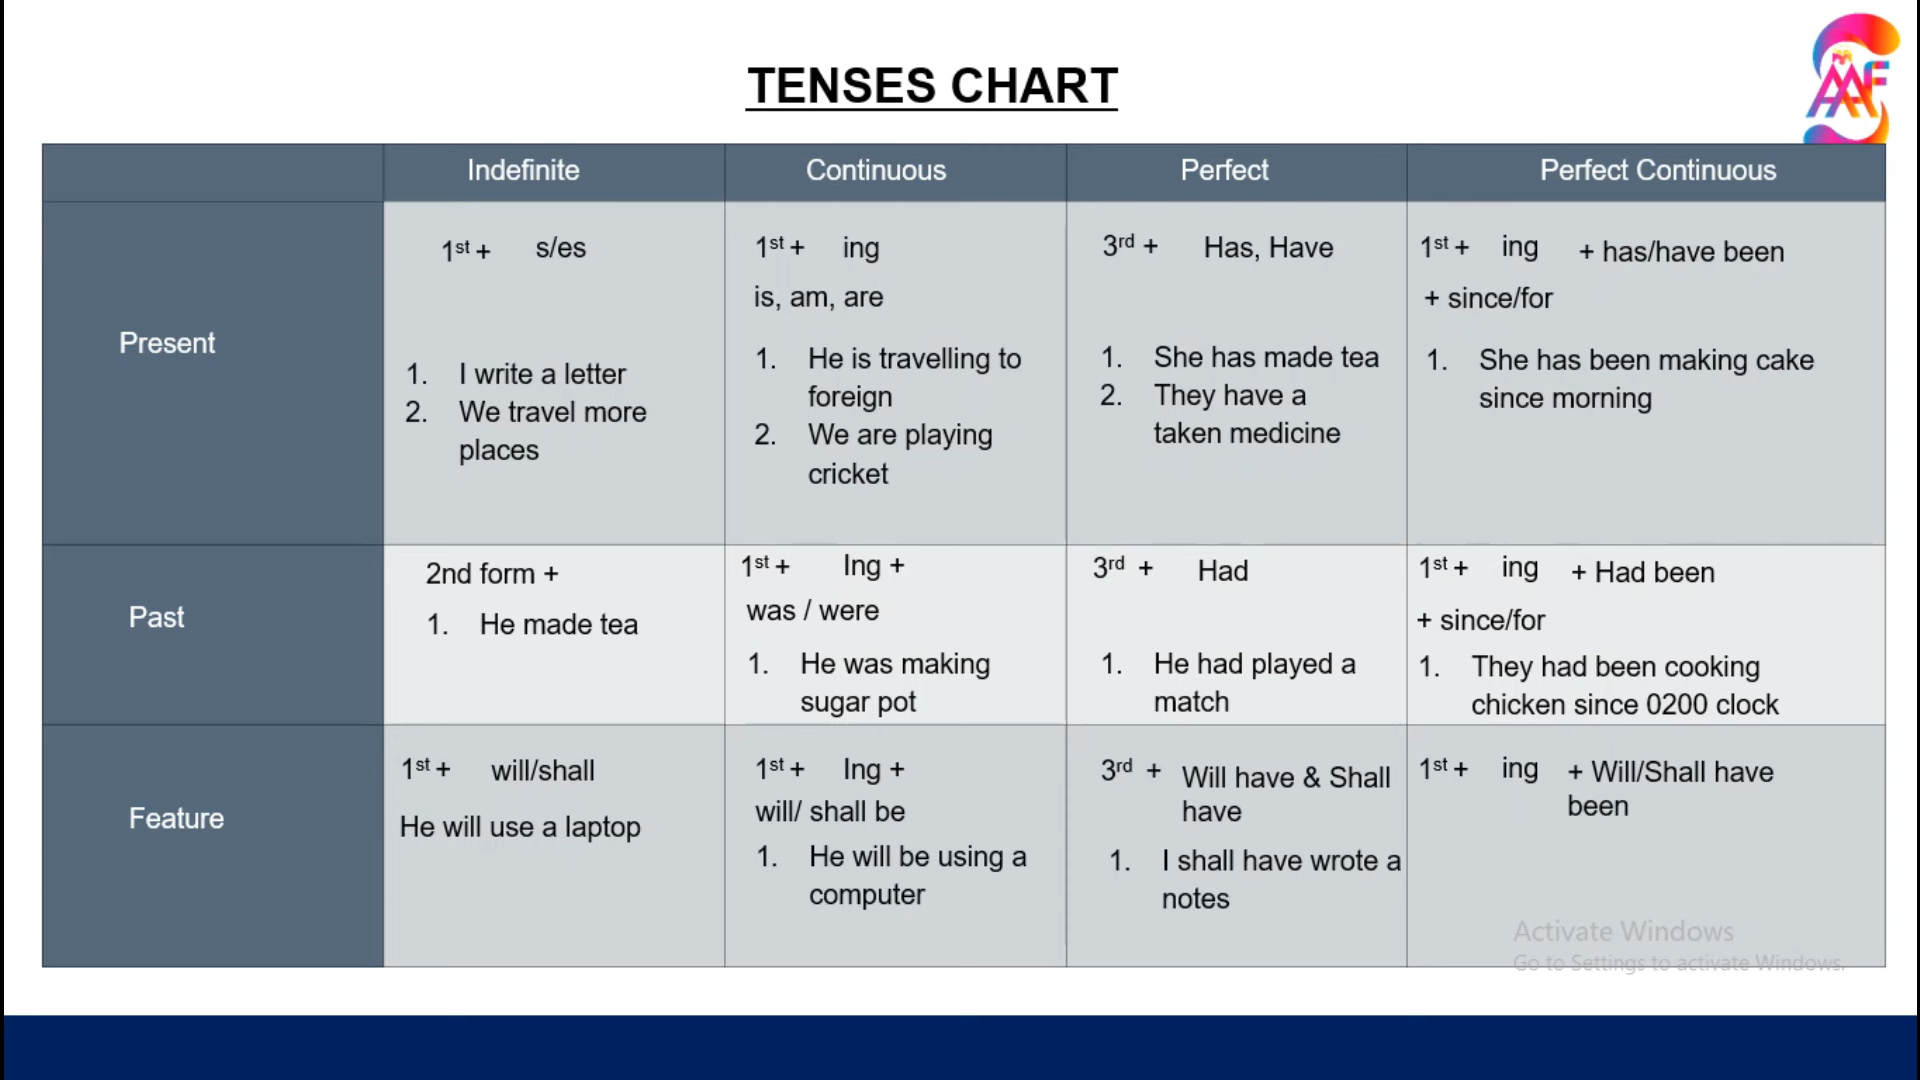 TENSES CHART
AAF
Indefinite
Continuous
Perfect
Perfect Continuous
Present
1st + s/es
1. I write a letter
2. We travel more
places
1st + ing
is, am, are
1. He is travelling to
foreign
2. We are playing
cricket
3rd + Has, Have
1. She has made tea
2. They have a
taken medicine
1st + ing + has/have been
+ since/for
1. She has been making cake
since morning
Past
2nd form +
1. He made tea
1st + Ing +
was / were
1. He was making
sugar pot
3rd + Had
1. He had played a
match
1st + ing + Had been
+ since/for
1. They had been cooking
chicken since 0200 clock
Feature
1st + will/shall
He will use a laptop
1st + Ing +
will/ shall be
1. He will be using a
computer
3rd + Will have & Shall
have
1. I shall have wrote a
notes
1st + ing + Will/Shall have
been
Activate Windows
Go to Settings to activate Windows.